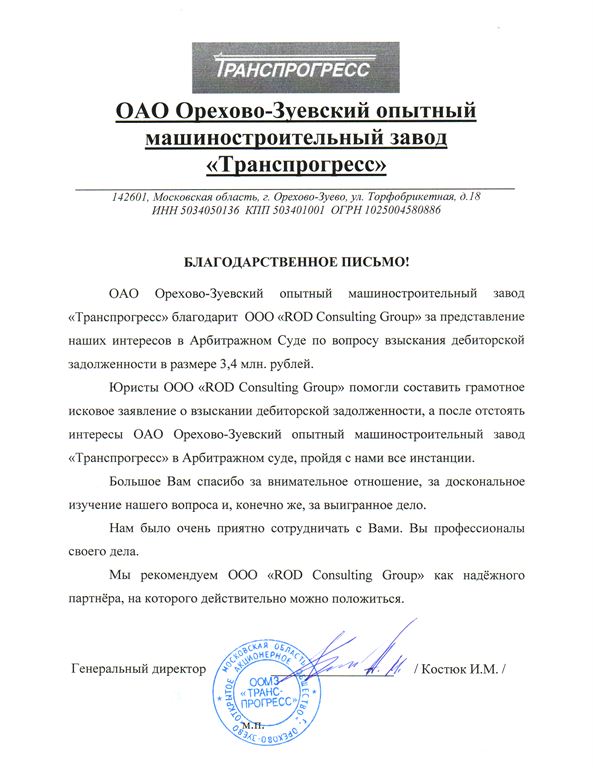 ТРАНСПРОГРЕСС
ОАО Орехово-Зуевский опытный
машиностроительный завод
«Транспрогресс»
142601, Московская область, г. Орехово-Зуево, ул. Торфобрикетная, д.18
ИНН 5034050136 КПП 503401001 ОГРН 1025004580886
БЛАГОДАРСТВЕННОЕ ПИСЬМО!
ОАО Орехово-Зуевский опытный машиностроительный завод
«Транспрогресс» благодарит ООО «ROD Consulting Group» за представление
наших интересов в Арбитражном Суде по вопросу взыскания дебиторской
задолженности в размере 3,4 млн. рублей.
Юристы ООО «ROD Consulting Group» помогли составить грамотное
исковое заявление о взыскании дебиторской задолженности, а после отстоять
интересы ОАО Орехово-Зуевский опытный машиностроительный завод
«Транспрогресс» в Арбитражном суде, пройдя с нами все инстанции.
Большое Вам спасибо за внимательное отношение, за доскональное
изучение нашего вопроса и, конечно же, за выигранное дело.
Нам было очень приятно сотрудничать с Вами. Вы профессионалы
своего дела.
Мы рекомендуем ООО «ROD Consulting Group» как надёжного
партнёра, на которого действительно можно положиться.
Генеральный директор / Костюк И.М. /
МОСКОВСКАЯ ОБЛАСТЬ, Г. ОРЕХОВО-ЗУЕВО
ОТКРЫТОЕ АКЦИОНЕРНОЕ ОБЩЕСТВО
ООМЗ
«ТРАНС-
ПРОГРЕСС»
м.п.